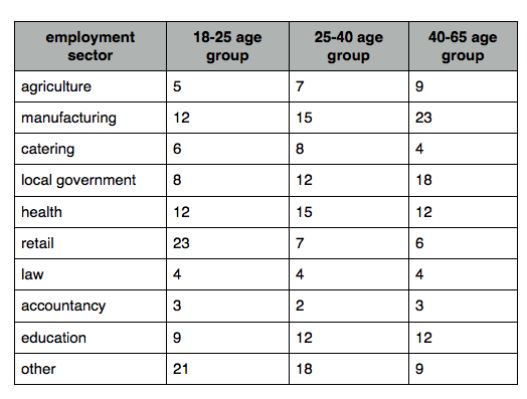 employment sector 18-25 age group 25-40 age group 40-65 age group
agriculture 5 7 9
manufacturing 12 15 23
catering 6 8 4
local government 8 12 18
health 12 15 12
retail 23 7 6
law 4 4 4
accountancy 3 2 3
education 9 12 12
other 21 18 9